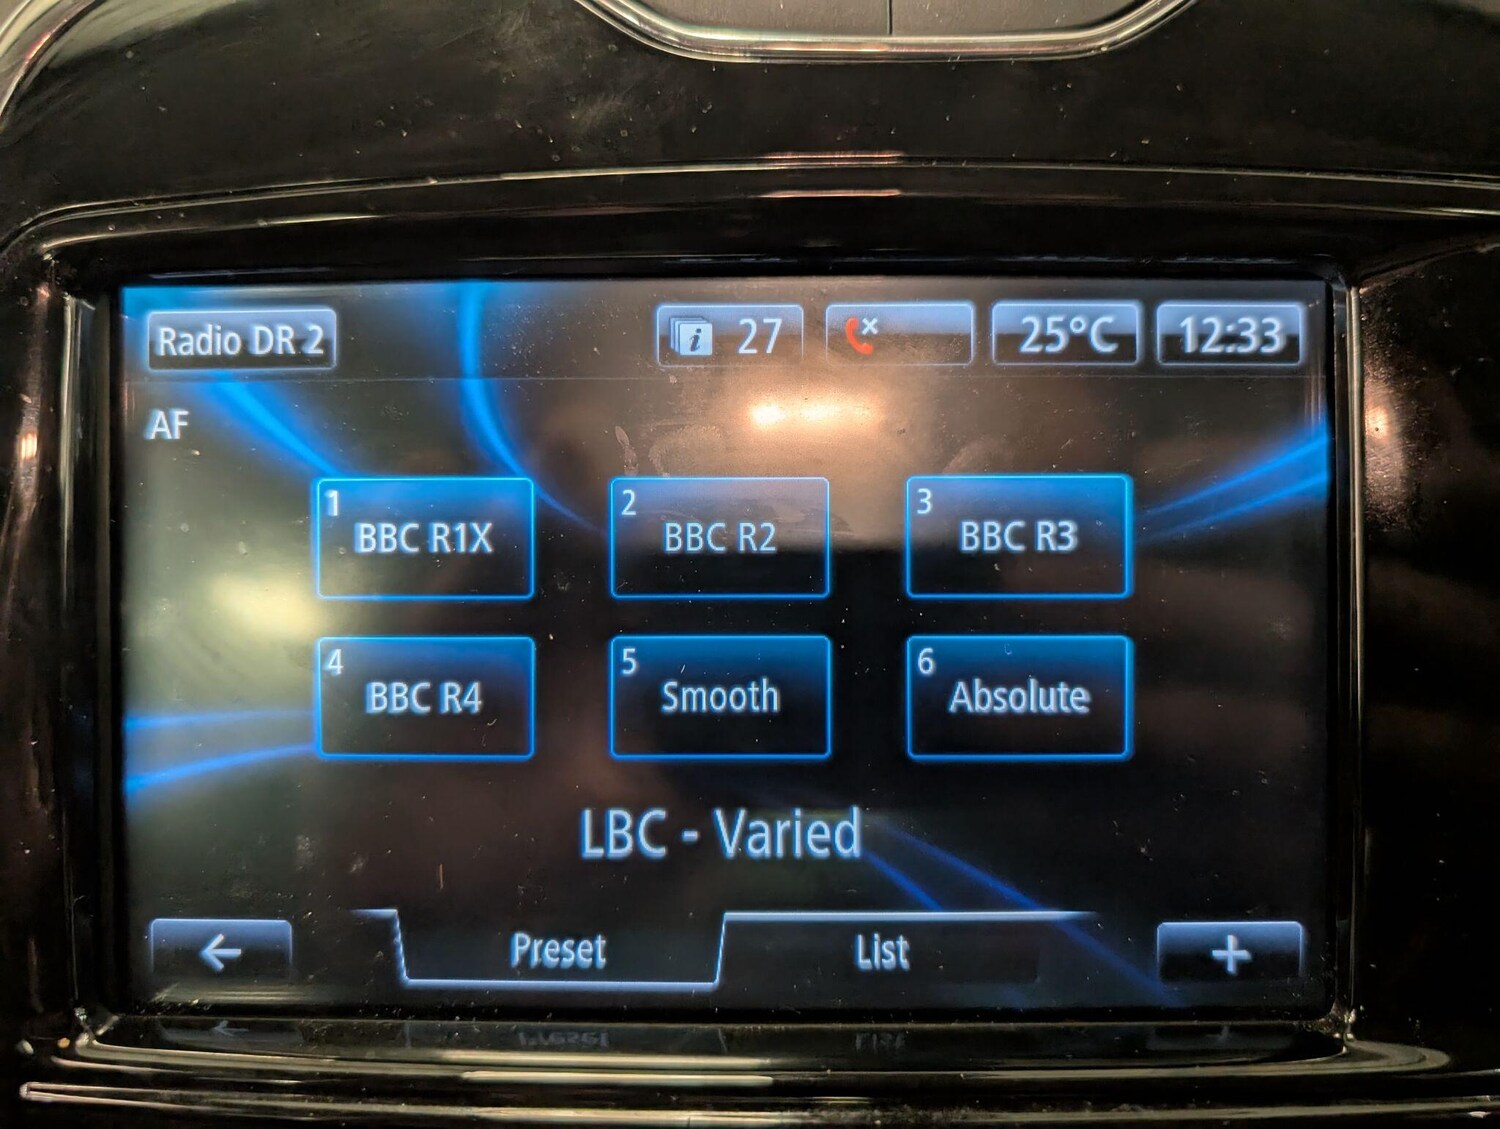 Radio DR 2
i 27
25°C
12:33
AF
1 BBC R1X
2 BBC R2
3 BBC R3
4 BBC R4
5 Smooth
6 Absolute
LBC - Varied
Preset
List